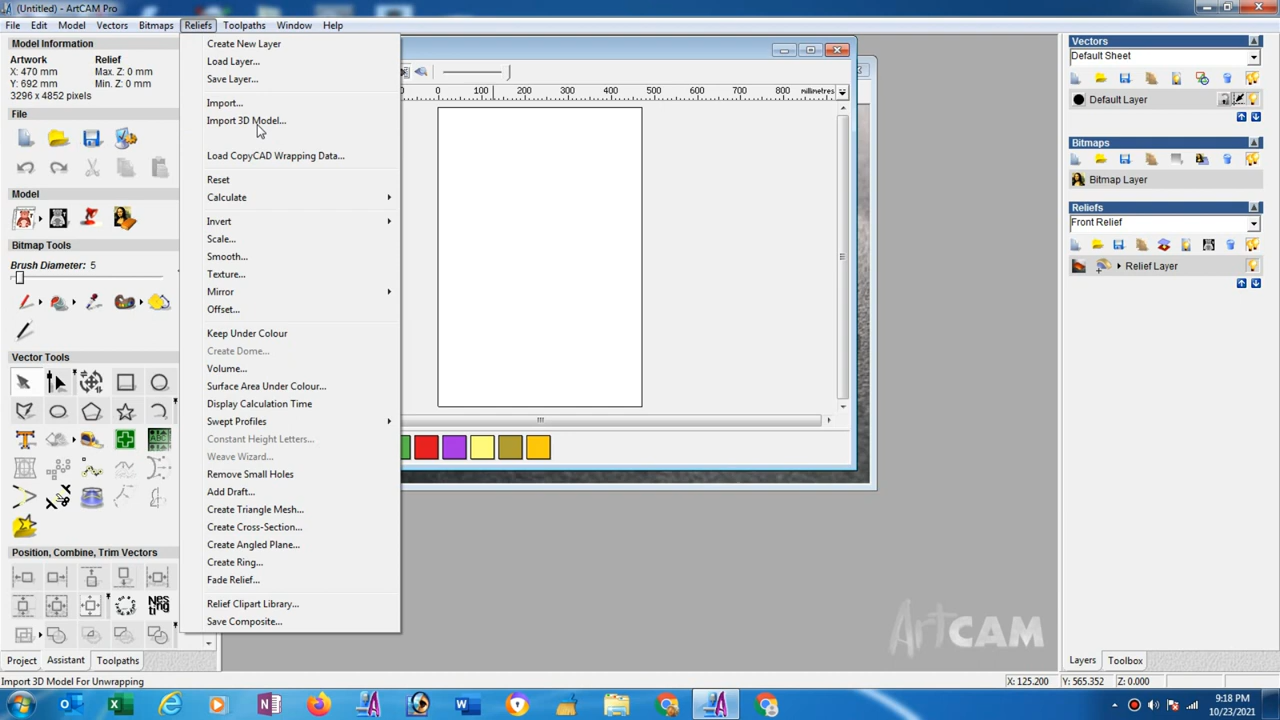 (Untitled) - ArtCAM Pro
File Edit Model Vectors Bitmaps Reliefs Toolpaths Window Help
Model Information
Artwork Relief
X: 470 mm Max. Z: 0 mm
Y: 692 mm Min. Z: 0 mm
3296 x 4852 pixels
File
Model
Bitmap Tools
Brush Diameter: 5
Vector Tools
Nes
ting
Position, Combine, Trim Vectors
Project Assistant Toolpaths
Import 3D Model For Unwrapping
Create New Layer
Load Layer...
Save Layer...
Import...
Import 3D Model...
Load CopyCAD Wrapping Data...
Reset
Calculate
Invert
Scale...
Smooth...
Texture...
Mirror
Offset...
Keep Under Colour
Create Dome...
Volume...
Surface Area Under Colour...
Display Calculation Time
Swept Profiles
Constant Height Letters...
Weave Wizard...
Remove Small Holes
Add Draft...
Create Triangle Mesh...
Create Cross-Section...
Create Angled Plane...
Create Ring...
Fade Relief...
Relief Clipart Library...
Save Composite...
0 100 200 300 400 500 600 700 800 millimetres
ArtCAM
Vectors
Default Sheet
Default Layer
Bitmaps
Bitmap Layer
Reliefs
Front Relief
Relief Layer
Layers Toolbox
X: 125.200 Y: 565.352 Z: 0.000
9:18 PM
10/23/2021